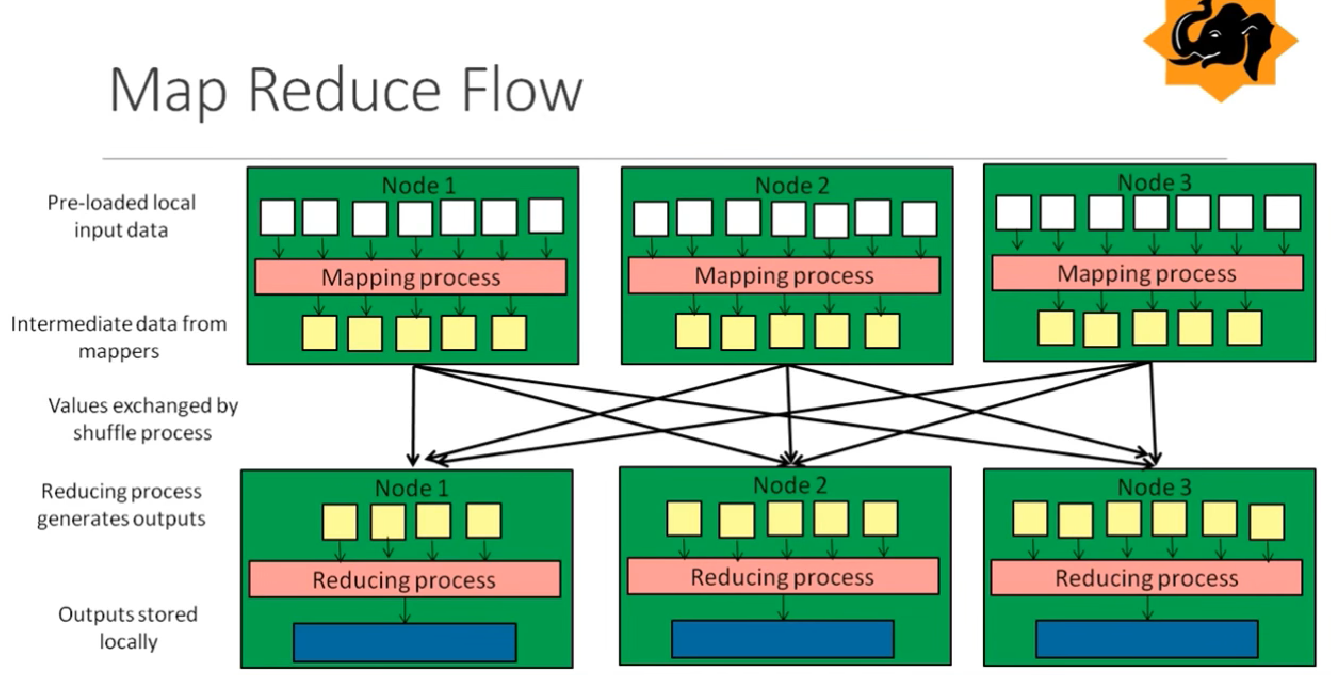 Map Reduce Flow
Pre-loaded local
input data
Node 1
Node 2
Node 3
Mapping process
Mapping process
Mapping process
Intermediate data from
mappers
Values exchanged by
shuffle process
Reducing process
generates outputs
Node 1
Node 2
Node 3
Reducing process
Reducing process
Reducing process
Outputs stored
locally